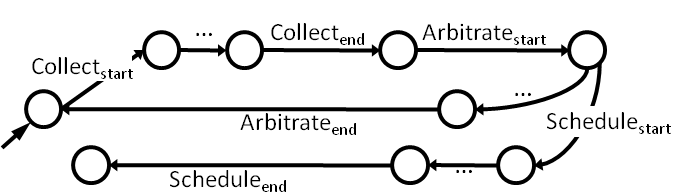 ... Collect_end Arbitrate_start
Collect_start
...
Arbitrate_end Schedule_start
...
Schedule_end